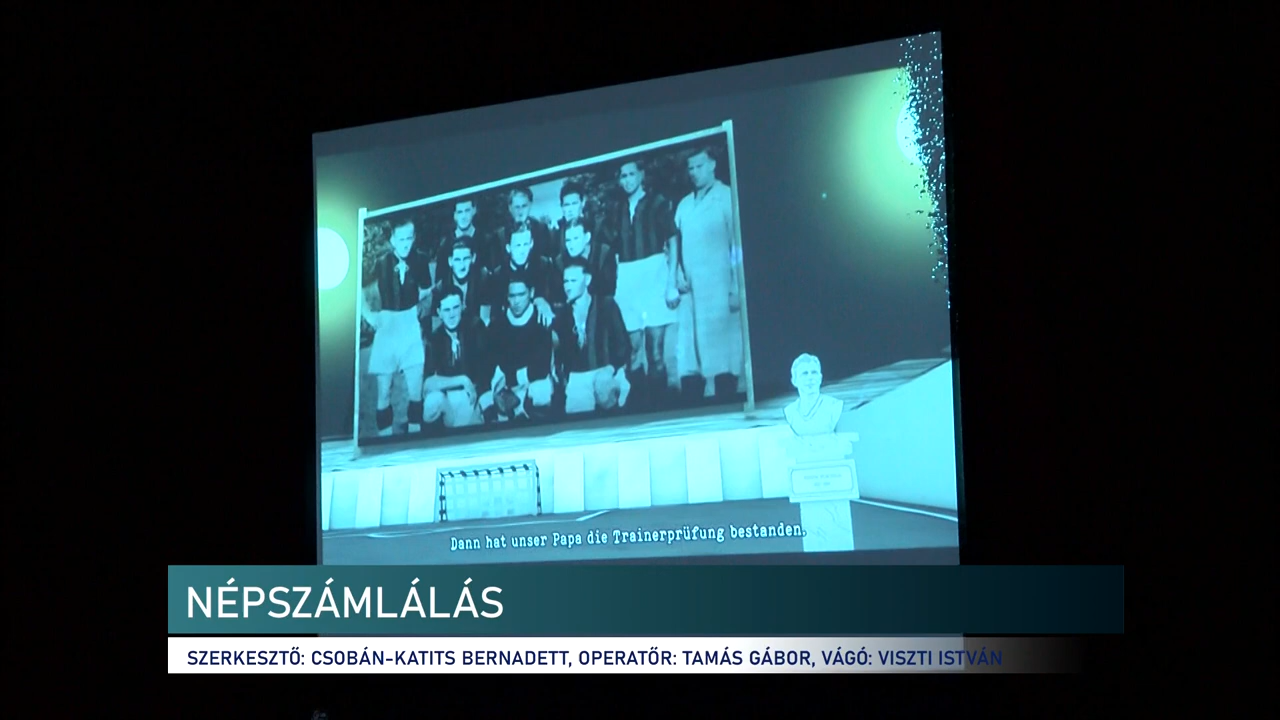 Dann hat unser Papa die Trainerprüfung bestanden.
NÉPSZÁMLÁLÁS
SZERKESZTŐ: CSOBÁN-KATITS BERNADETT, OPERATŐR: TAMÁS GÁBOR, VÁGÓ: VISZTI ISTVÁN